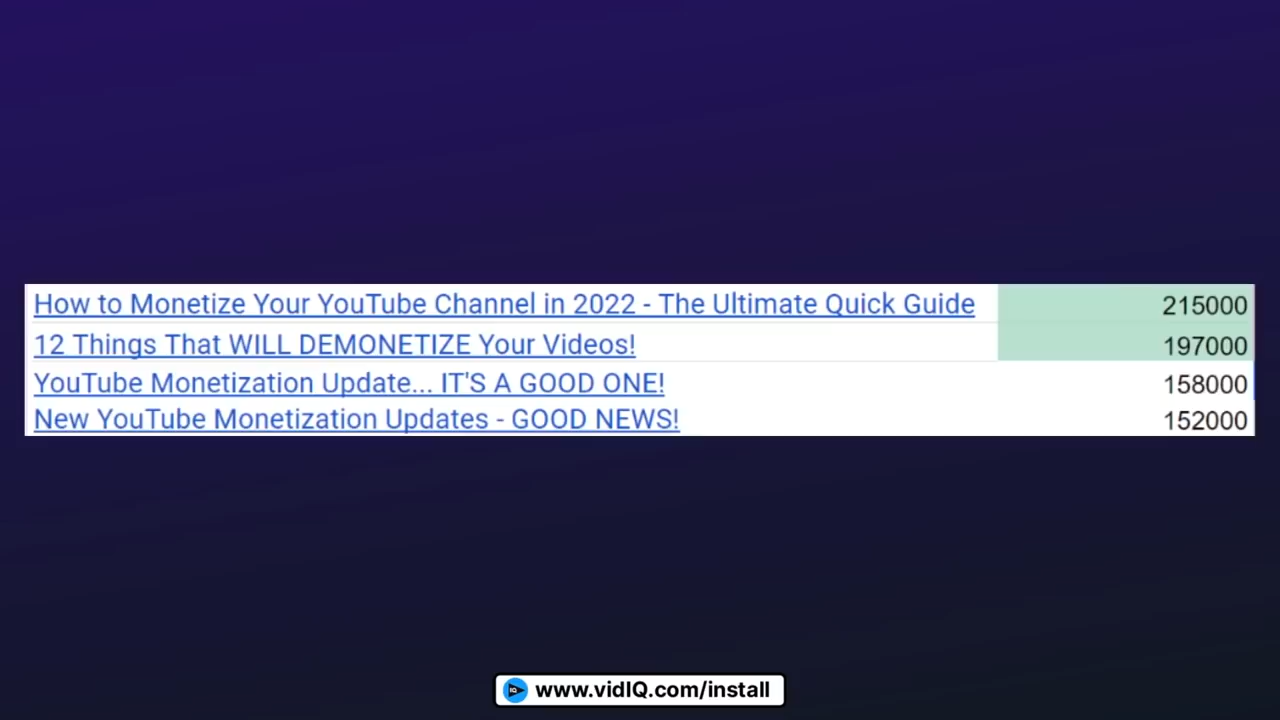 How to Monetize Your YouTube Channel in 2022 - The Ultimate Quick Guide 215000
12 Things That WILL DEMONETIZE Your Videos! 197000
YouTube Monetization Update... IT'S A GOOD ONE! 158000
New YouTube Monetization Updates - GOOD NEWS! 152000
IQ www.vidIQ.com/install